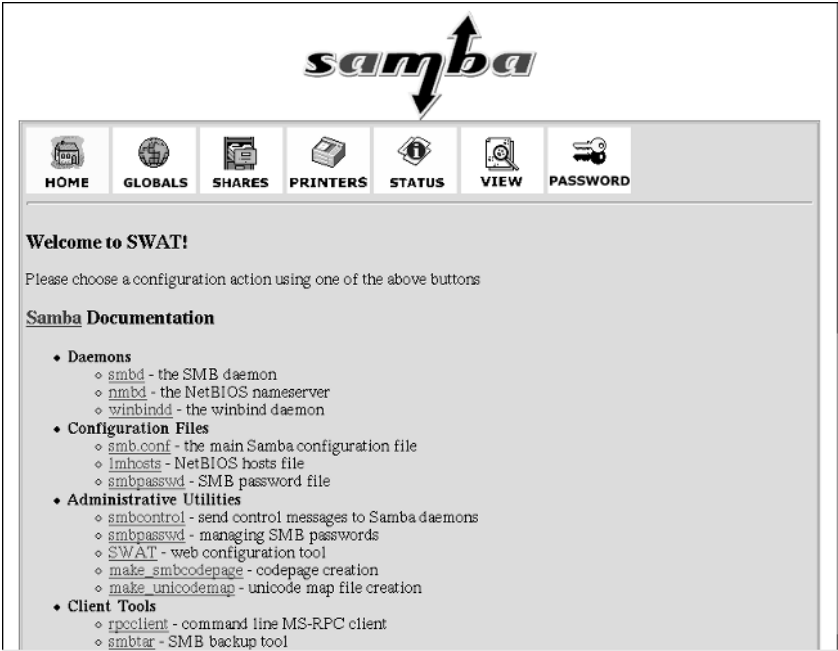 samba
HOME GLOBALS SHARES PRINTERS STATUS VIEW PASSWORD
Welcome to SWAT!
Please choose a configuration action using one of the above buttons
Samba Documentation
• Daemons
◦ smbd - the SMB daemon
◦ nmbd - the NetBIOS nameserver
◦ winbindd - the winbind daemon
• Configuration Files
◦ smb.conf - the main Samba configuration file
◦ lmhosts - NetBIOS hosts file
◦ smbpasswd - SMB password file
• Administrative Utilities
◦ smbcontrol - send control messages to Samba daemons
◦ smbpasswd - managing SMB passwords
◦ SWAT - web configuration tool
◦ make_smbcodepage - codepage creation
◦ make_unicodemap - unicode map file creation
• Client Tools
◦ rpcclient - command line MS-RPC client
◦ smbtar - SMB backup tool